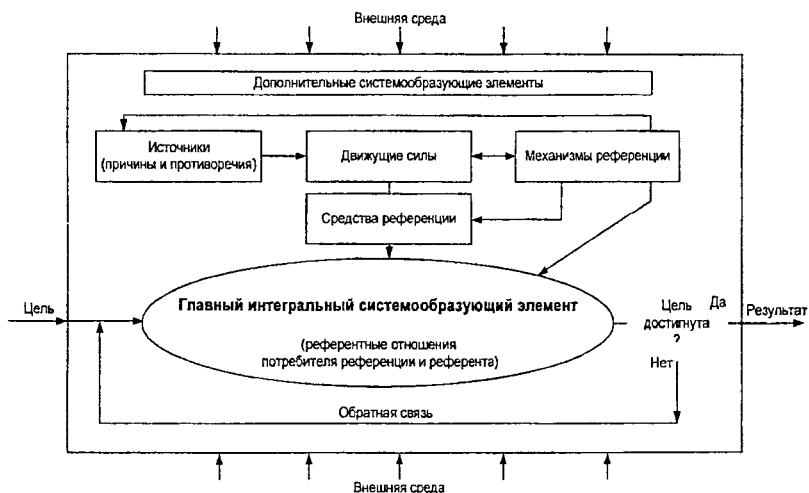 Внешняя среда
Дополнительные системообразующие элементы
Источники
(причины и противоречия)
Движущие силы
Механизмы референции
Средства референции
Цель
Главный интегральный системообразующий элемент
(референтные отношения
потребителя референции и референта)
Цель
достигнута
?
Да
Результат
Нет
Обратная связь
Внешняя среда